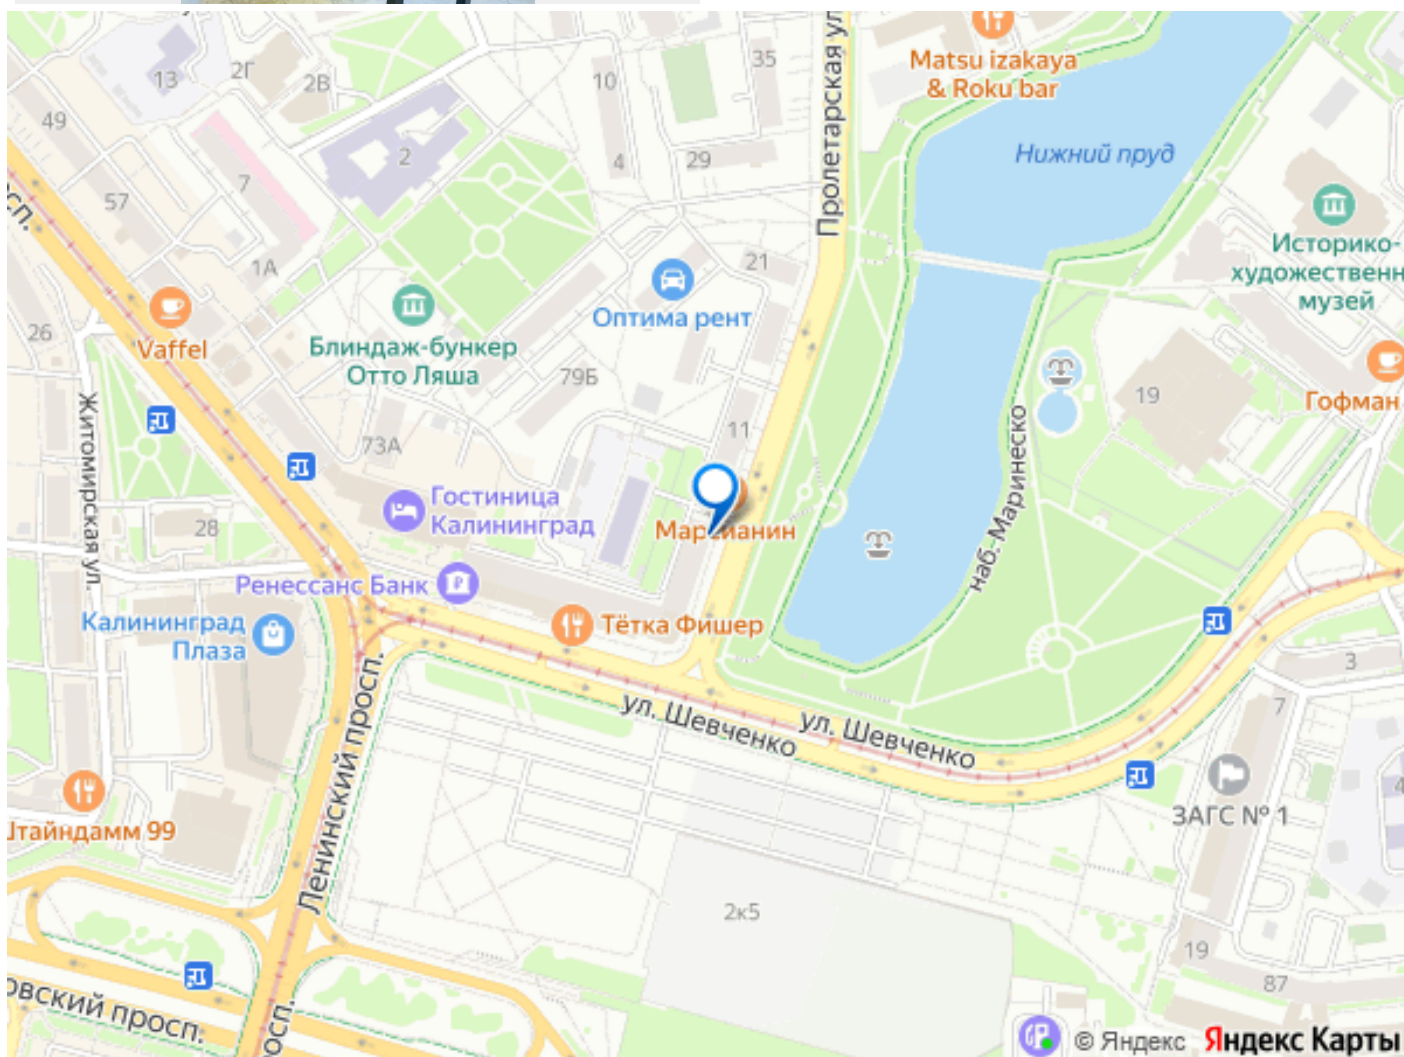 Matsu izakaya
& Roku bar
35
10
13
2Г
2В
49
2
4
29
7
57
Пролетарская ул
Нижний пруд
Историко-
художественн
музей
сп.
1А
21
26
Vaffel
Блиндаж-бункер
Отто Ляша
Оптима рент
79Б
73А
11
19
Гофман
Житомирская ул.
Гостиница
Калининград
28
наб. Маринеско
Ренессанс Банк
Калининград
Плаза
Тётка Фишер
ул. Шевченко
ул. Шевченко
3
7
Ленинский просп.
ЗАГС № 1
4
Штайндамм 99
2к5
19
87
овский просп.
осп.
© Яндекс Яндекс Карты